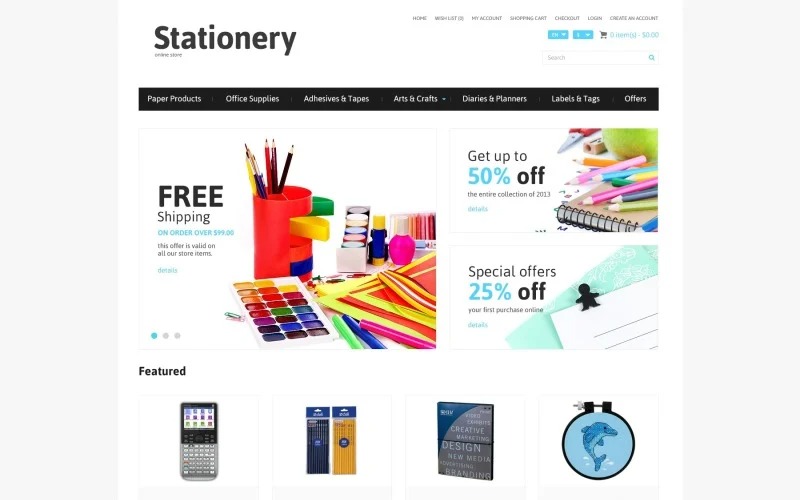 HOME WISH LIST (0) MY ACCOUNT SHOPPING CART CHECKOUT LOGIN CREATE AN ACCOUNT
Stationery
online store
EN $ 0 item(s) - $0.00
Search
Paper Products Office Supplies Adhesives & Tapes Arts & Crafts Diaries & Planners Labels & Tags Offers
FREE
Shipping
ON ORDER OVER $99.00
this offer is valid on
all our store items.
details
Get up to
50% off
the entire collection of 2013
details
Special offers
25% off
your first purchase online
details
Featured
CREATIVE
MARKETING
DESIGN
NEW MEDIA
ADVERTISING
BRANDING